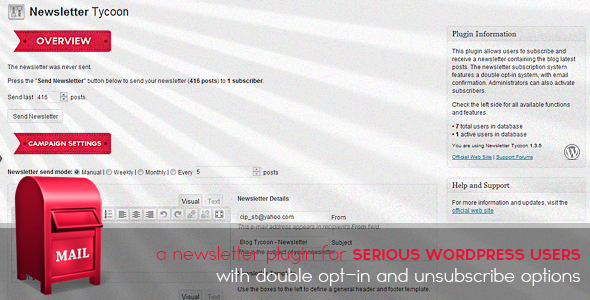 Newsletter Tycoon
OVERVIEW
The newsletter was never sent.
Press the "Send Newsletter" button below to send your newsletter (416 posts) to 1 subscriber.
Send last 416 posts.
Send Newsletter
CAMPAIGN SETTINGS
Newsletter send mode: Manual | Weekly | Monthly | Every 5 posts
Visual Text
Newsletter Details
cip_sb@yahoo.com From
This e-mail address appears in recipient's From field.
Blog Tycoon - Newsletter Subject
Use the boxes to the left to define a general header and footer template.
Plugin Information
This plugin allows users to subscribe and
receive a newsletter containing the blog latest
posts. The newsletter subscription system
features a double opt-in system, with email
confirmation. Administrators can also activate
subscribers.
Check the left side for all available functions
and features.
• 7 total users in database
• 1 active users in database
You are using Newsletter Tycoon 1.3.5
Official Web Site | Support Forums
Help and Support
For more information and updates, visit the
official web site
MAIL
a newsletter plugin for SERIOUS WORDPRESS USERS
with double opt-in and unsubscribe options
Visual Text